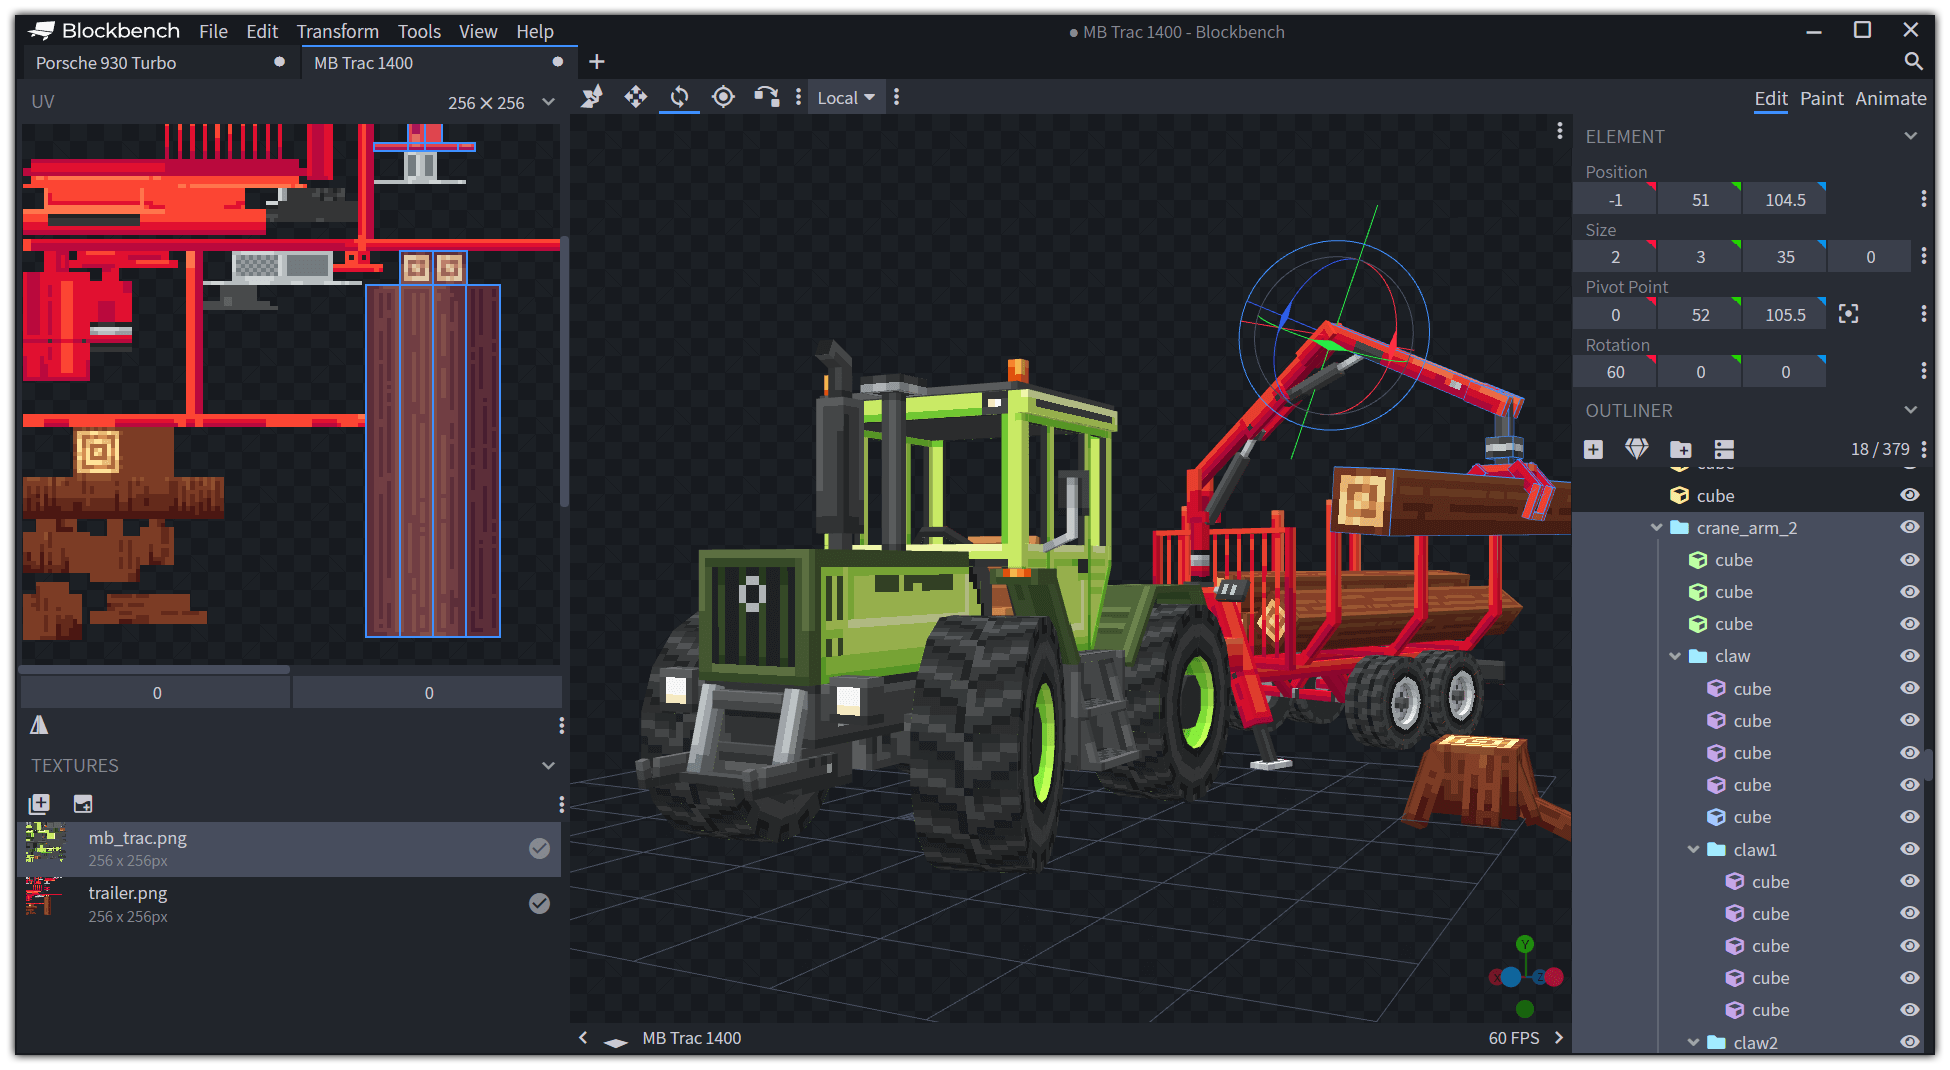 Blockbench File Edit Transform Tools View Help
● MB Trac 1400 - Blockbench
Porsche 930 Turbo
MB Trac 1400
UV
256 × 256
0
0
TEXTURES
mb_trac.png
256 x 256px
trailer.png
256 x 256px
Local
MB Trac 1400
60 FPS
Y
Edit Paint Animate
ELEMENT
Position
-1 51 104.5
Size
2 3 35 0
Pivot Point
0 52 105.5
Rotation
60 0 0
OUTLINER
18 / 379
cube
cube
crane_arm_2
cube
cube
cube
claw
cube
cube
cube
cube
cube
claw1
cube
cube
cube
cube
cube
claw2